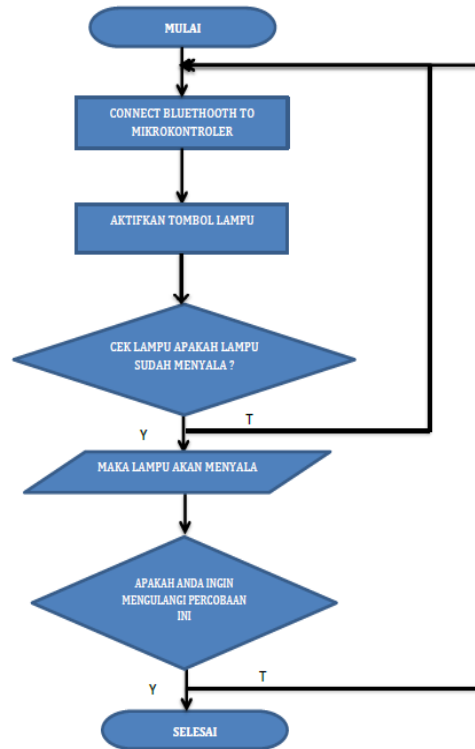 MULAI
CONNECT BLUETHOOTH TO
MIKROKONTROLER
AKTIFKAN TOMBOL LAMPU
CEK LAMPU APAKAH LAMPU
SUDAH MENYALA ?
Y
T
MAKA LAMPU AKAN MENYALA
APAKAH ANDA INGIN
MENGULANGI PERCOBAAN
INI
Y
T
SELESAI